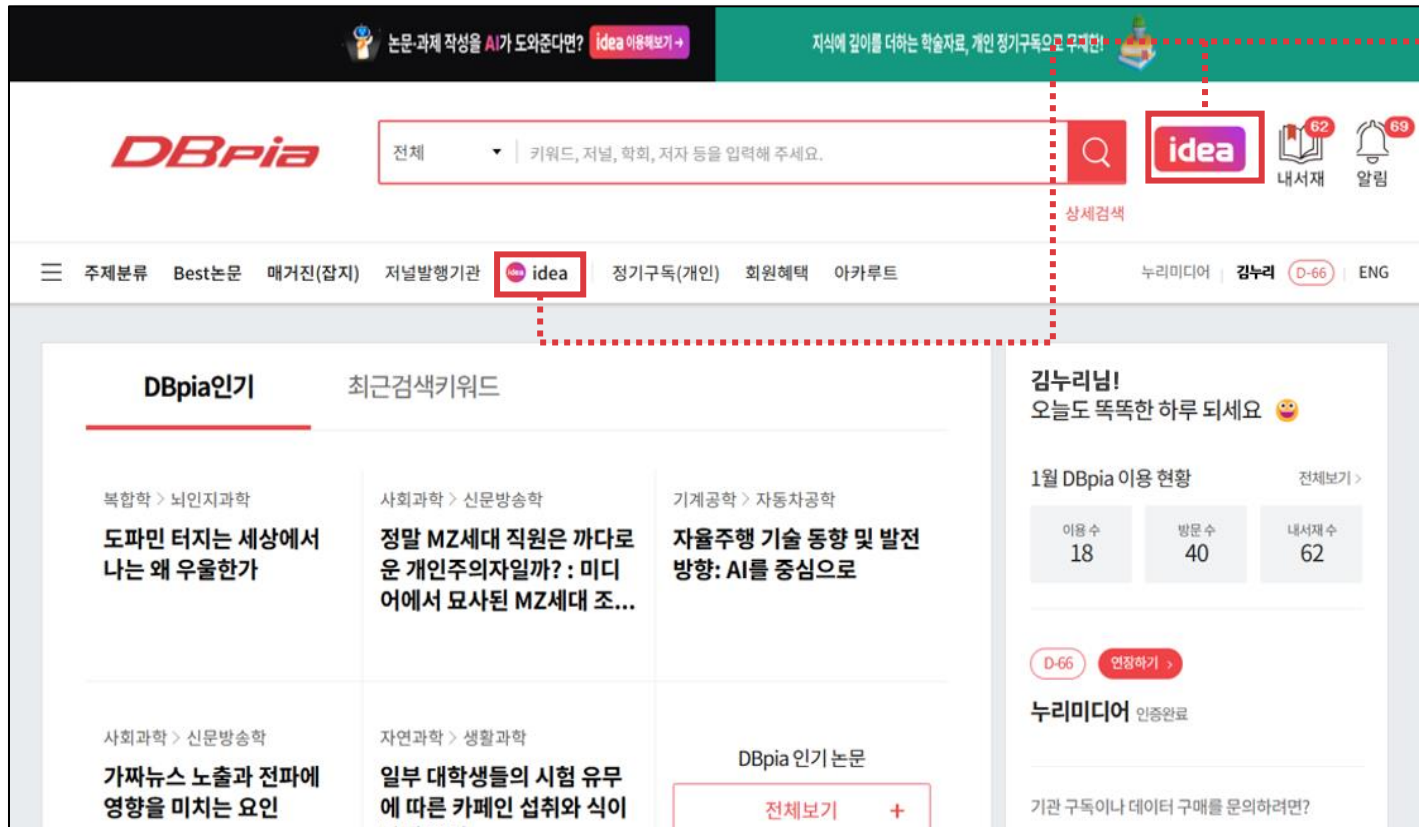 논문·과제 작성을 AI가 도와준다면? idea 이용해보기→
지식에 깊이를 더하는 학술자료, 개인 정기구독으로 무제한!
DBpia
전체 키워드, 저널, 학회, 저자 등을 입력해 주세요.
idea
62
내서재
69
알림
상세검색
주제분류 Best논문 매거진(잡지) 저널발행기관 idea idea 정기구독(개인) 회원혜택 아카루트
누리미디어 김누리 D-66 ENG
DBpia인기 최근검색키워드
복합학 > 뇌인지과학
도파민 터지는 세상에서
나는 왜 우울한가
사회과학 > 신문방송학
정말 MZ세대 직원은 까다로
운 개인주의자일까? : 미디
어에서 묘사된 MZ세대 조...
기계공학 > 자동차공학
자율주행 기술 동향 및 발전
방향: AI를 중심으로
사회과학 > 신문방송학
가짜뉴스 노출과 전파에
영향을 미치는 요인
자연과학 > 생활과학
일부 대학생들의 시험 유무
에 따른 카페인 섭취와 식이
DBpia 인기 논문
전체보기 +
김누리님!
오늘도 똑똑한 하루 되세요
1월 DBpia 이용 현황 전체보기 >
이용 수
18
방문 수
40
내서재 수
62
D-66 연장하기 >
누리미디어 인증완료
기관 구독이나 데이터 구매를 문의하려면?